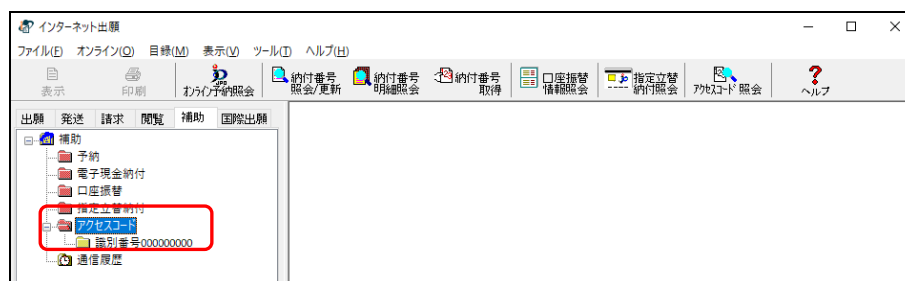 インターネット出願
ファイル(F) オンライン(O) 目録(M) 表示(V) ツール(T) ヘルプ(H)
表示 印刷 オンライン予納照会 納付番号照会/更新 納付番号明細照会 納付番号取得 口座振替情報照会 指定立替納付照会 アクセスコード照会 ヘルプ
出願 発送 請求 閲覧 補助 国際出願
補助
予納
電子現金納付
口座振替
指定立替納付
アクセスコード
識別番号000000000
通信履歴